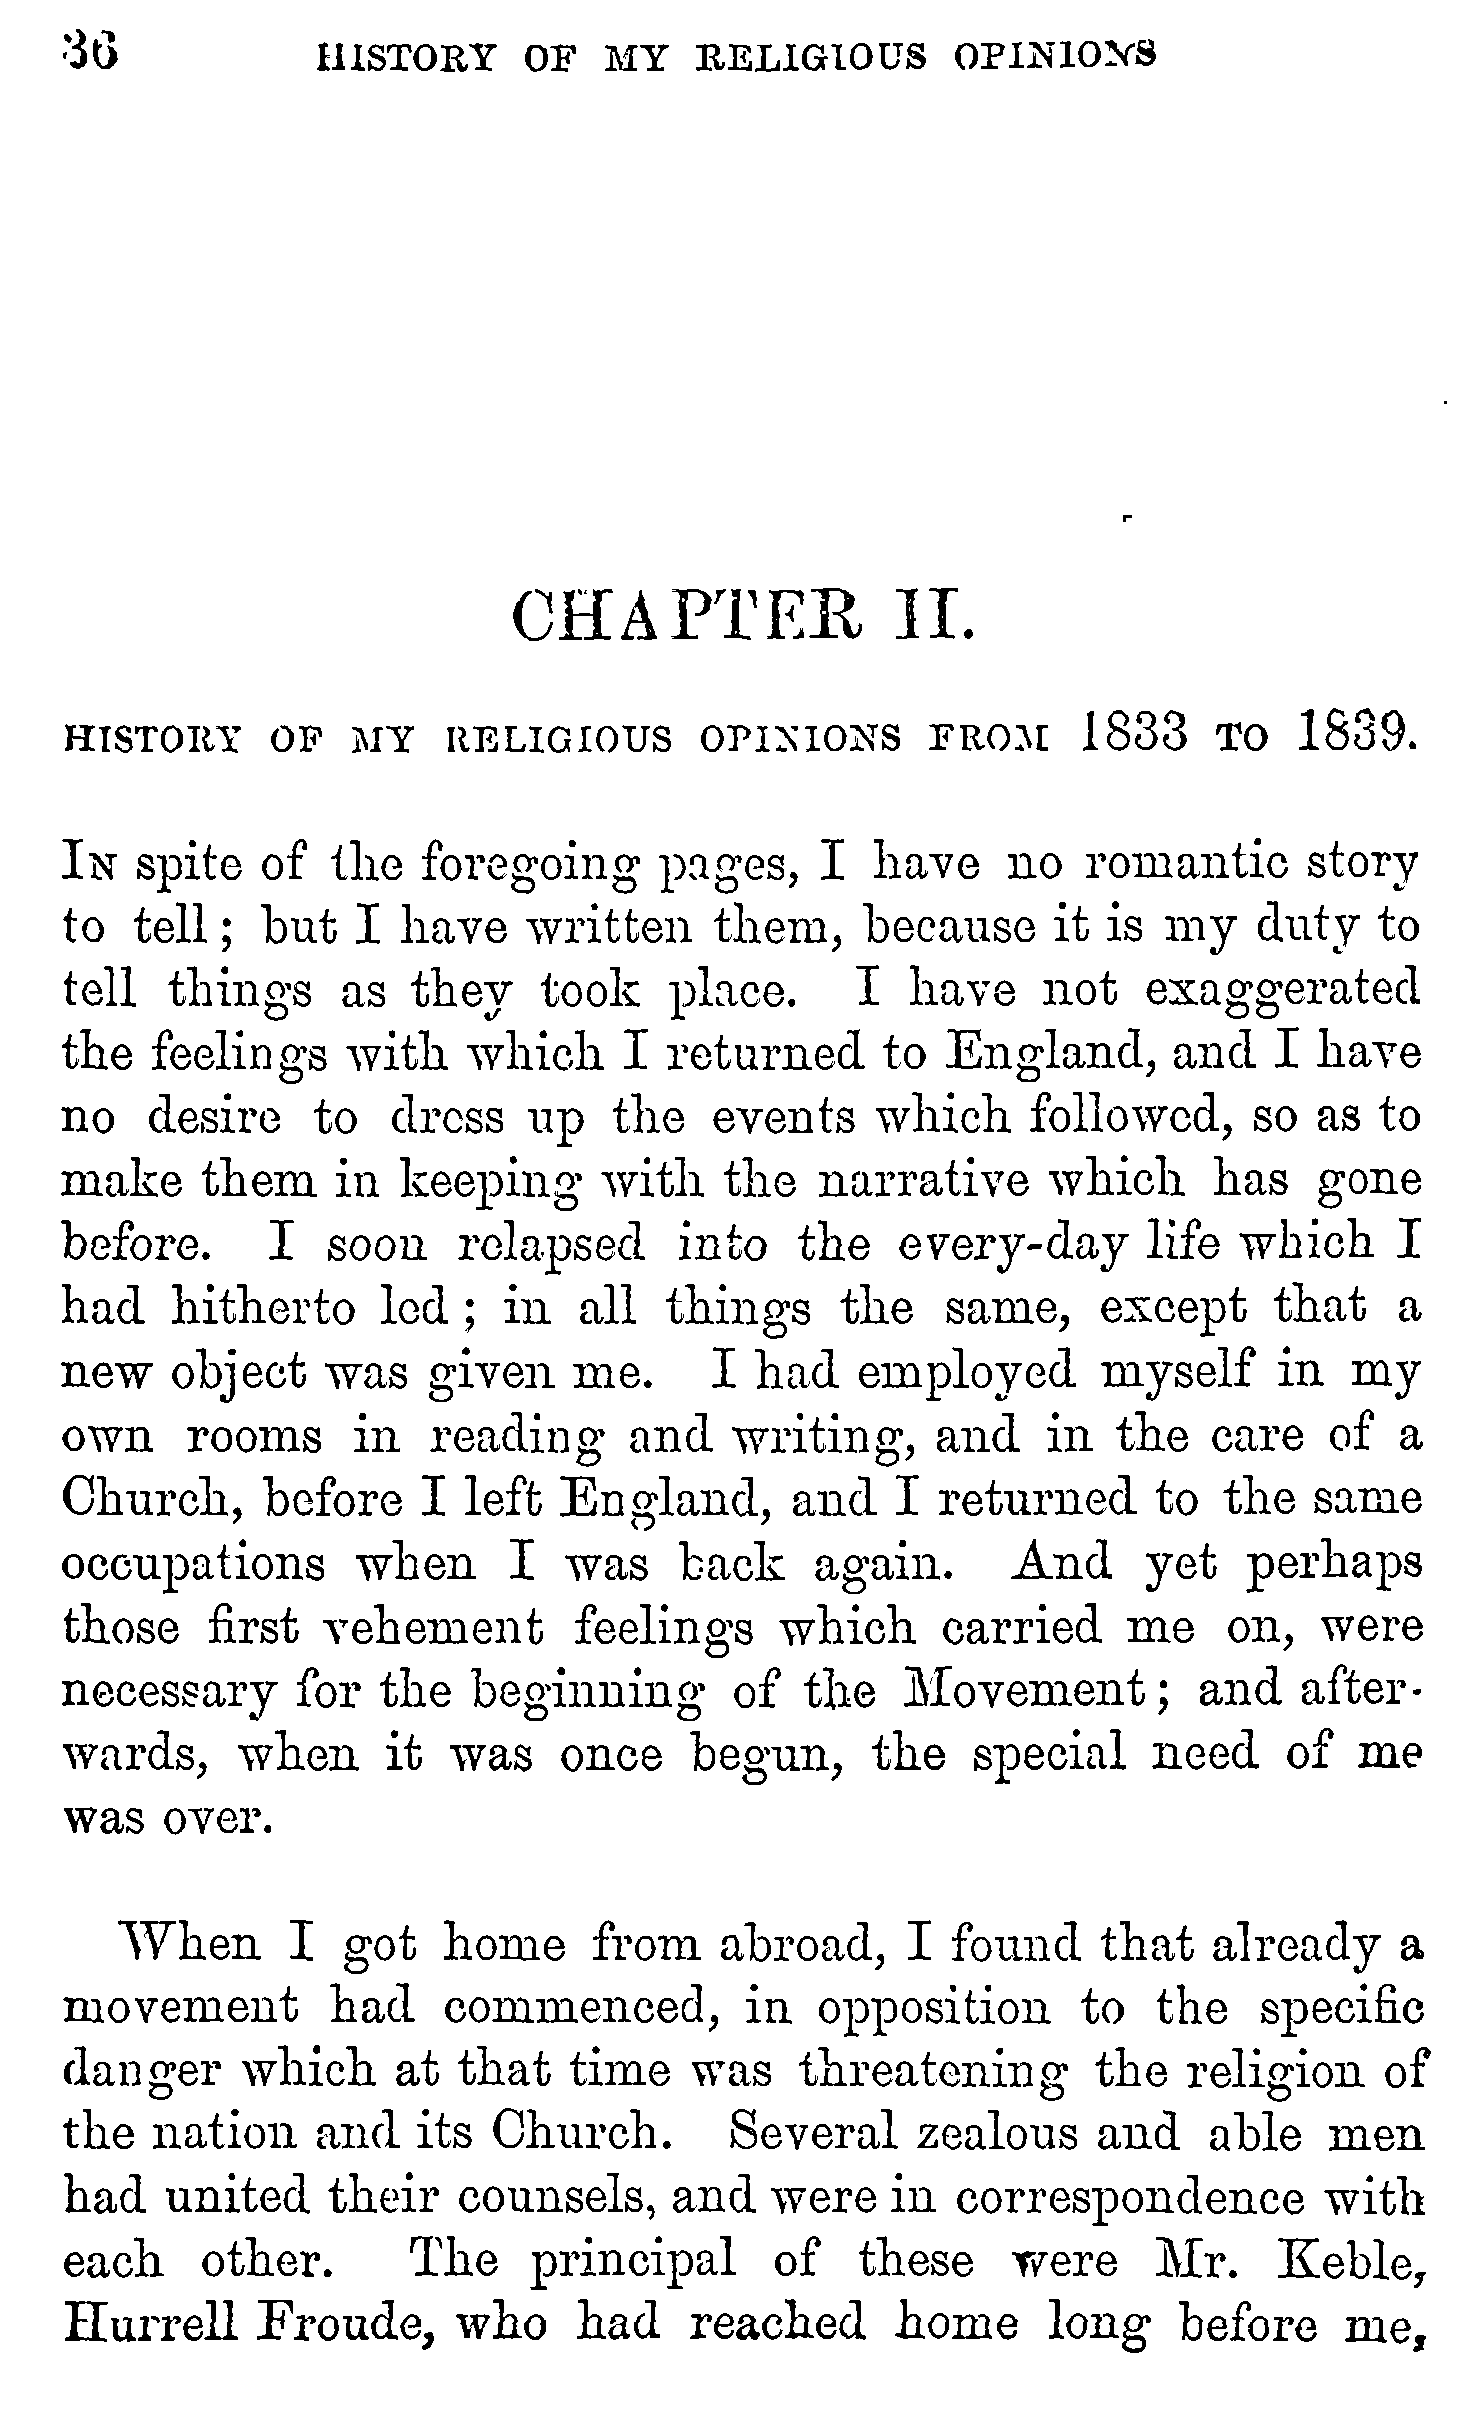 36 HISTORY OF MY RELIGIOUS OPINIONS
CHAPTER II.
HISTORY OF MY RELIGIOUS OPINIONS FROM 1833 TO 1839.
IN spite of the foregoing pages, I have no romantic story
to tell; but I have written them, because it is my duty to
tell things as they took place. I have not exaggerated
the feelings with which I returned to England, and I have
no desire to dress up the events which followed, so as to
make them in keeping with the narrative which has gone
before. I soon relapsed into the every-day life which I
had hitherto led; in all things the same, except that a
new object was given me. I had employed myself in my
own rooms in reading and writing, and in the care of a
Church, before I left England, and I returned to the same
occupations when I was back again. And yet perhaps
those first vehement feelings which carried me on, were
necessary for the beginning of the Movement; and after-
wards, when it was once begun, the special need of me
was over.
When I got home from abroad, I found that already a
movement had commenced, in opposition to the specific
danger which at that time was threatening the religion of
the nation and its Church. Several zealous and able men
had united their counsels, and were in correspondence with
each other. The principal of these were Mr. Keble,
Hurrell Froude, who had reached home long before me,